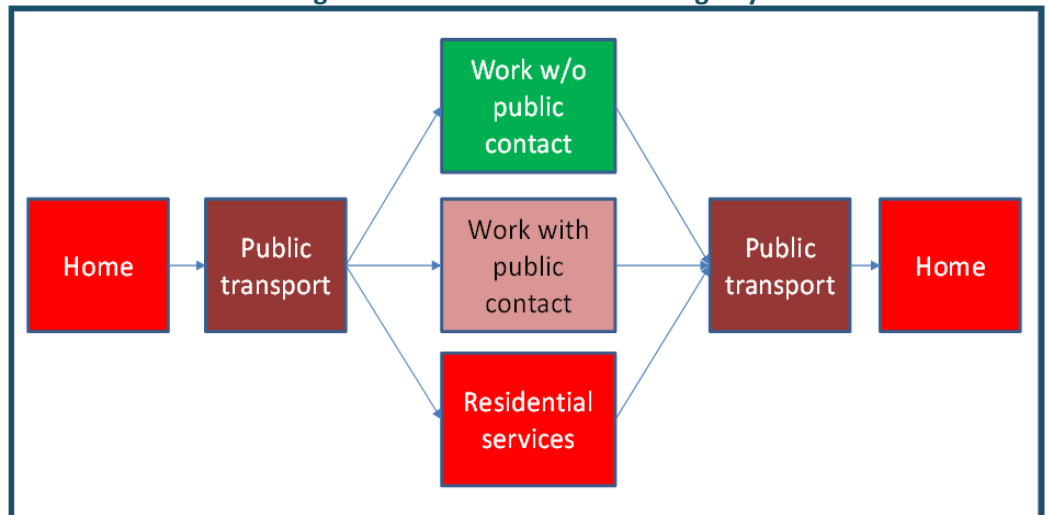 Home
Public
transport
Work w/o
public
contact
Work with
public
contact
Residential
services
Public
transport
Home